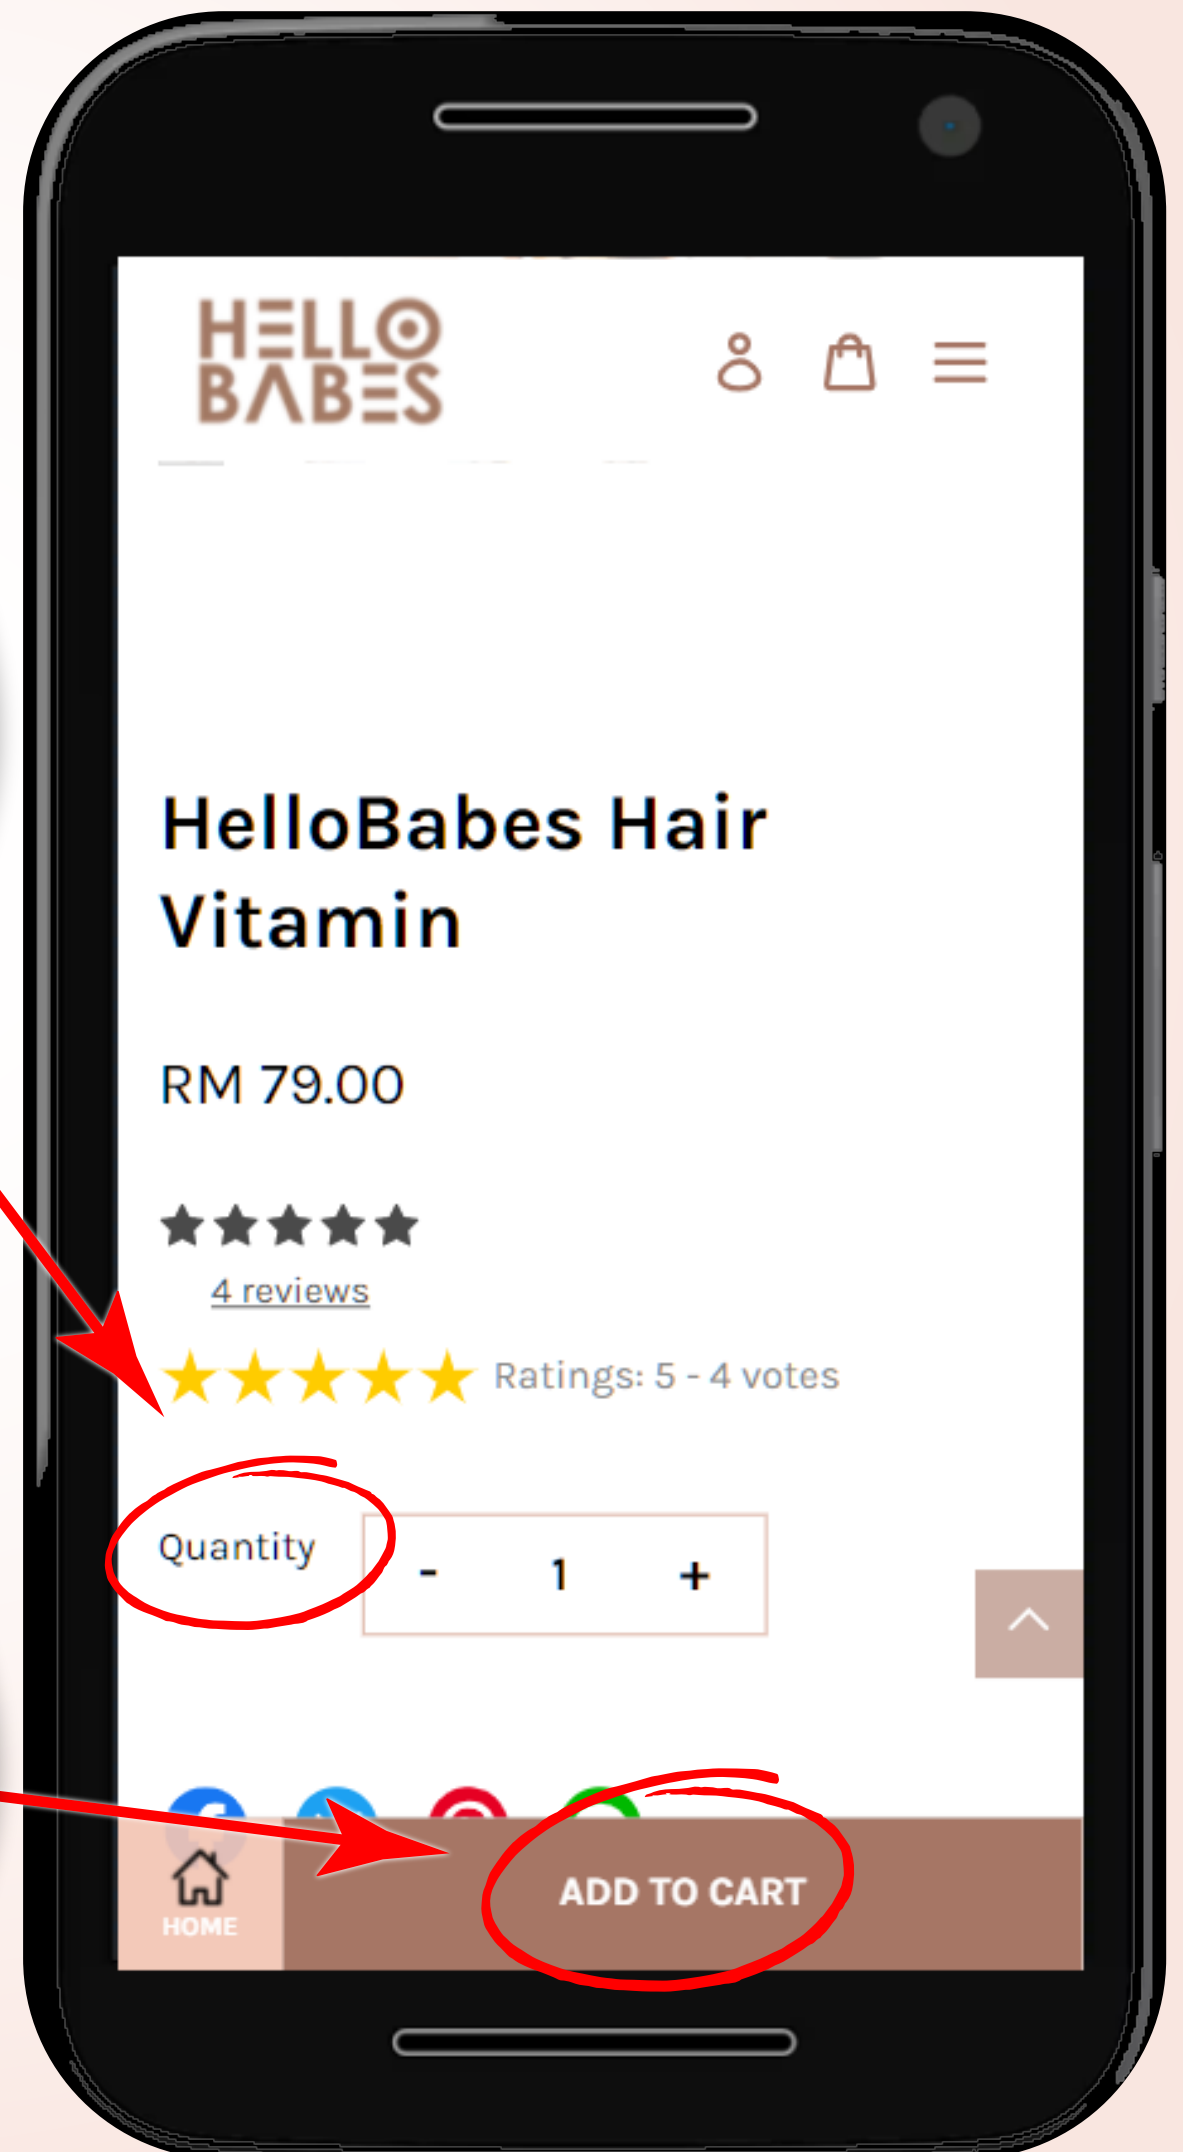 HELLO
BABES
HelloBabes Hair
Vitamin
RM 79.00
4 reviews
Ratings: 5 - 4 votes
Quantity
- 1 +
ADD TO CART
HOME